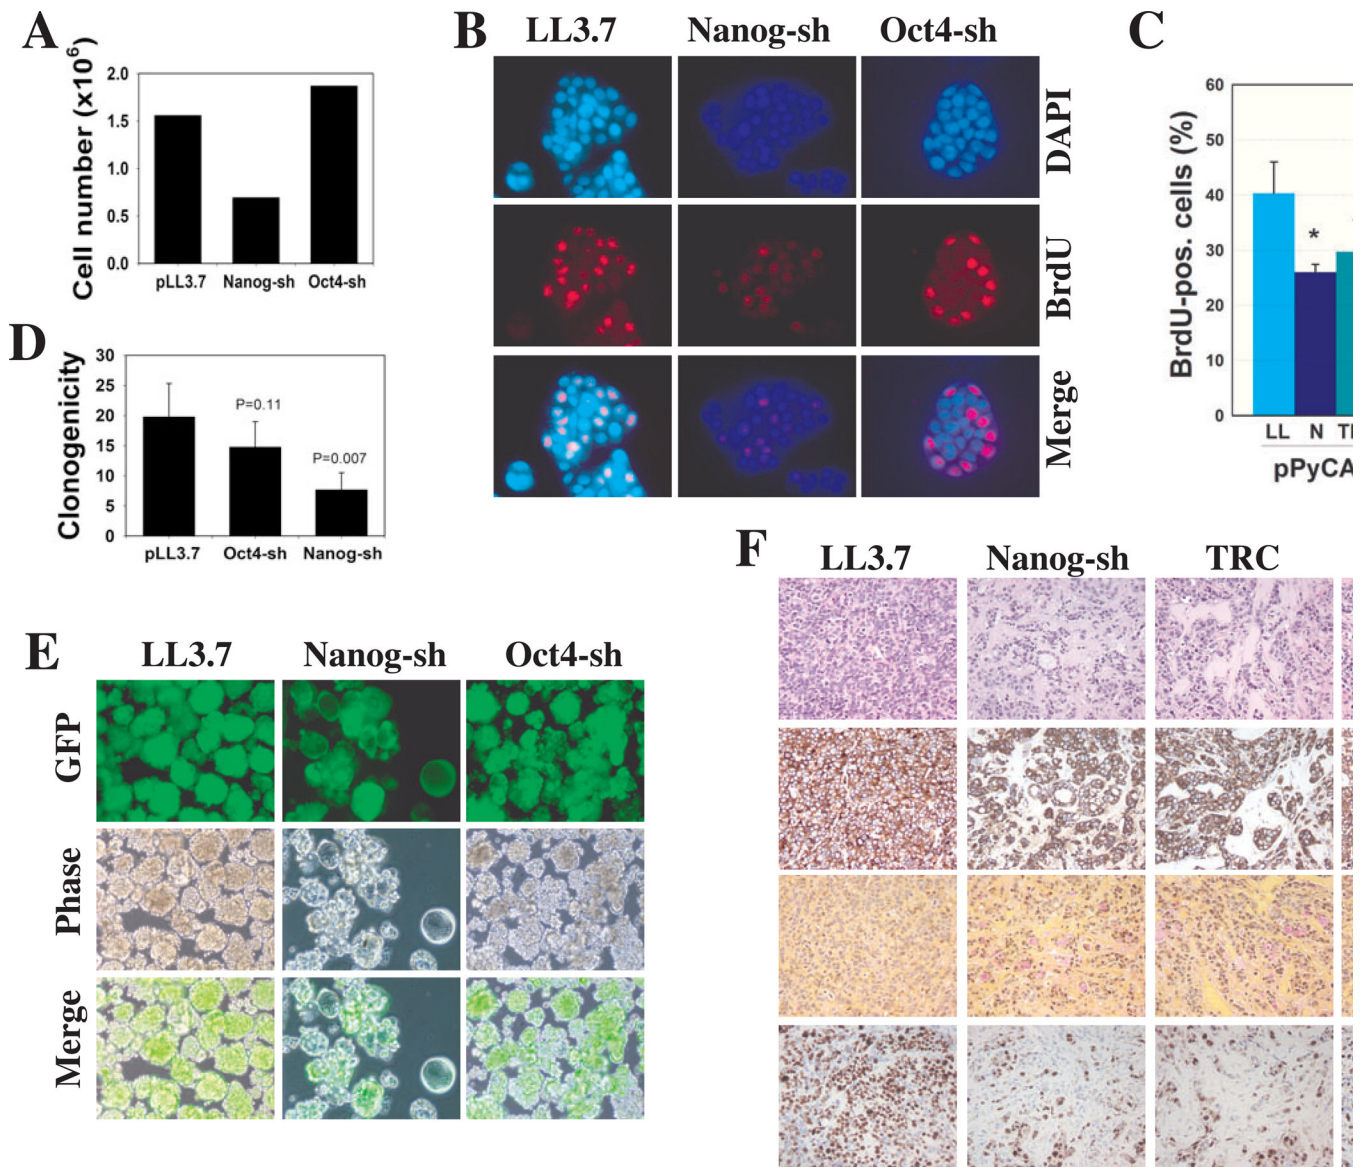 A
Cell number (x10⁶)
2.0
1.5
1.0
0.5
0.0
pLL3.7 Nanog-sh Oct4-sh
B
LL3.7 Nanog-sh Oct4-sh
DAPI
BrdU
Merge
C
BrdU-pos. cells (%)
60
50
40
30
20
10
0
*
LL N
pPyCA
D
Clonogenicity
30
25
20
15
10
5
0
P=0.11
P=0.007
pLL3.7 Oct4-sh Nanog-sh
E
LL3.7 Nanog-sh Oct4-sh
GFP
Phase
Merge
F
LL3.7 Nanog-sh TRC